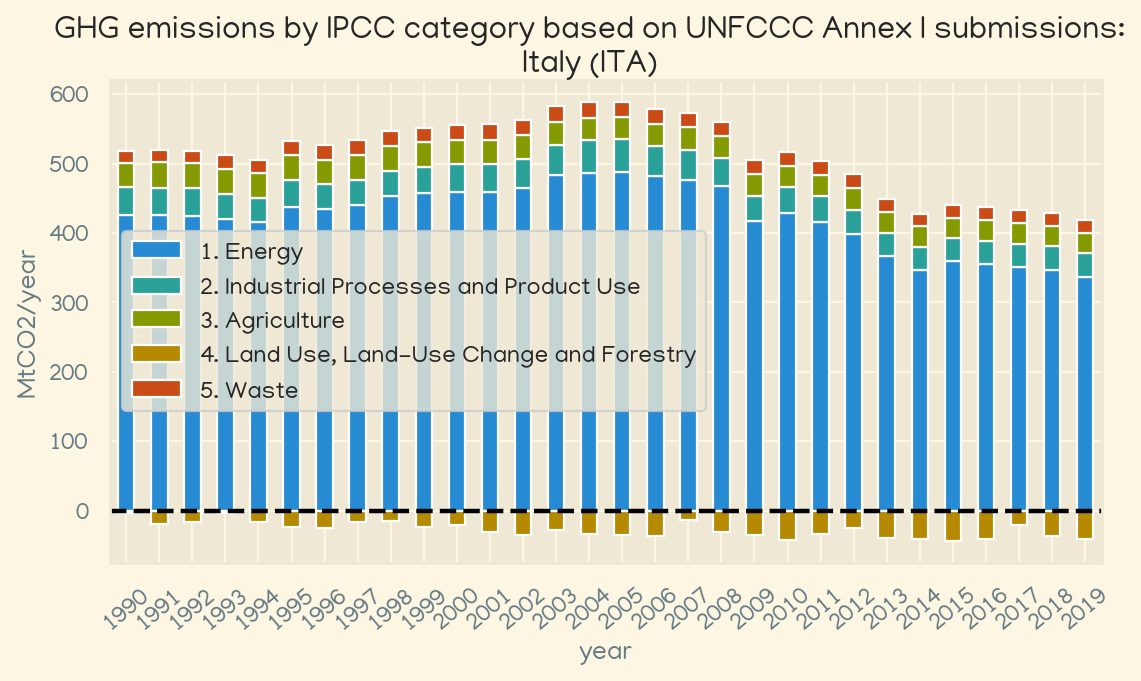 GHG emissions by IPCC category based on UNFCCC Annex I submissions:
Italy (ITA)
600
500
400
300
200
100
0
MtCO2/year
1. Energy
2. Industrial Processes and Product Use
3. Agriculture
4. Land Use, Land-Use Change and Forestry
5. Waste
1990 1991 1992 1993 1994 1995 1996 1997 1998 1999 2000 2001 2002 2003 2004 2005 2006 2007 2008 2009 2010 2011 2012 2013 2014 2015 2016 2017 2018 2019
year